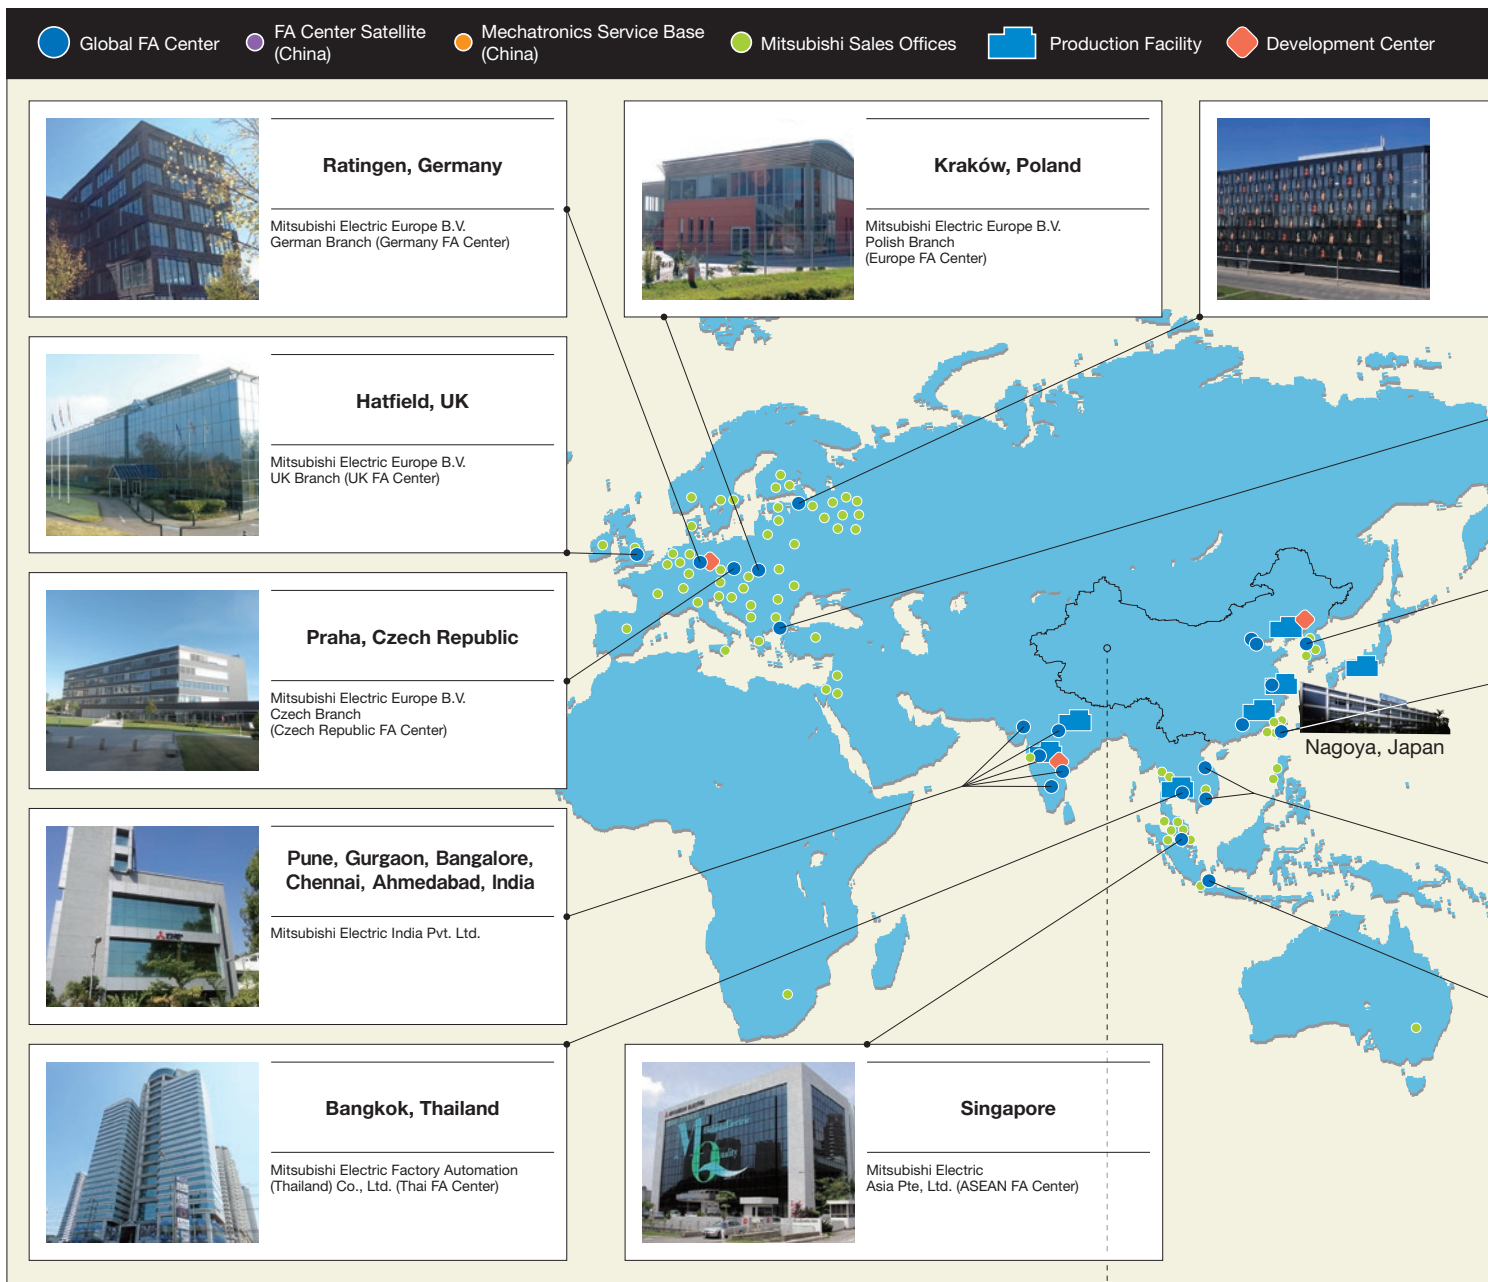 Global FA Center
FA Center Satellite
(China)
Mechatronics Service Base
(China)
Mitsubishi Sales Offices
Production Facility
Development Center
Ratingen, Germany
Mitsubishi Electric Europe B.V.
German Branch (Germany FA Center)
Kraków, Poland
Mitsubishi Electric Europe B.V.
Polish Branch
(Europe FA Center)
Hatfield, UK
Mitsubishi Electric Europe B.V.
UK Branch (UK FA Center)
Praha, Czech Republic
Mitsubishi Electric Europe B.V.
Czech Branch
(Czech Republic FA Center)
Nagoya, Japan
Pune, Gurgaon, Bangalore,
Chennai, Ahmedabad, India
Mitsubishi Electric India Pvt. Ltd.
Bangkok, Thailand
Mitsubishi Electric Factory Automation
(Thailand) Co., Ltd. (Thai FA Center)
Singapore
Mitsubishi Electric
Asia Pte, Ltd. (ASEAN FA Center)